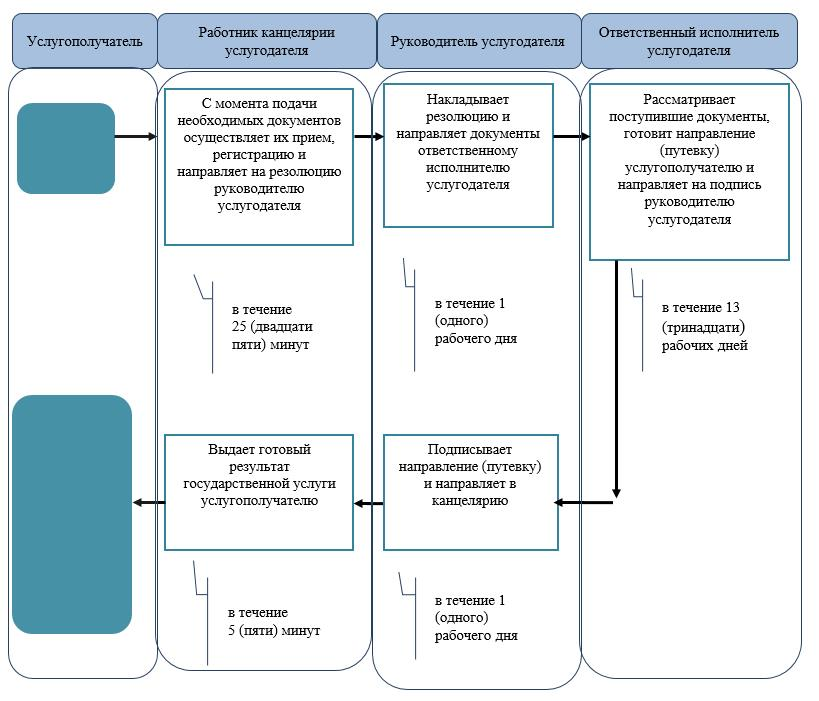 Услугополучатель
Работник канцелярии
услугодателя
Руководитель услугодателя
Ответственный исполнитель
услугодателя
С момента подачи
необходимых документов
осуществляет их прием,
регистрацию и
направляет на резолюцию
руководителю
услугодателя
Накладывает
резолюцию и
направляет документы
ответственному
исполнителю
услугодателя
Рассматривает
поступившие документы,
готовит направление
(путевку)
услугополучателю и
направляет на подпись
руководителю
услугодателя
в течение
25 (двадцати
пяти) минут
в течение 1
(одного)
рабочего дня
в течение 13
(тринадцати)
рабочих дней
Выдает готовый
результат
государственной услуги
услугополучателю
Подписывает
направление (путевку)
и направляет в
канцелярию
в течение
5 (пяти) минут
в течение 1
(одного)
рабочего дня